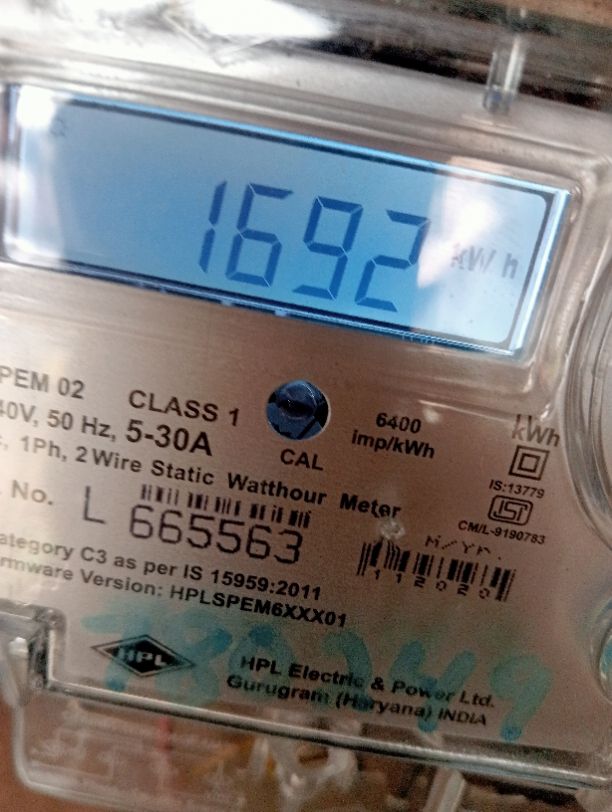 1692 kWh
PEM 02 CLASS 1
40V, 50 Hz, 5-30A
CAL
6400
imp/kWh
kWh
1Ph, 2 Wire Static Watthour Meter
IS:13779
ISI
CM/L-9190783
No. L 665563
M-Yr.
112020
ategory C3 as per IS 15959:2011
rmware Version: HPLSPEM6XXX01
HPL
HPL Electric & Power Ltd.
Gurugram (Haryana) INDIA